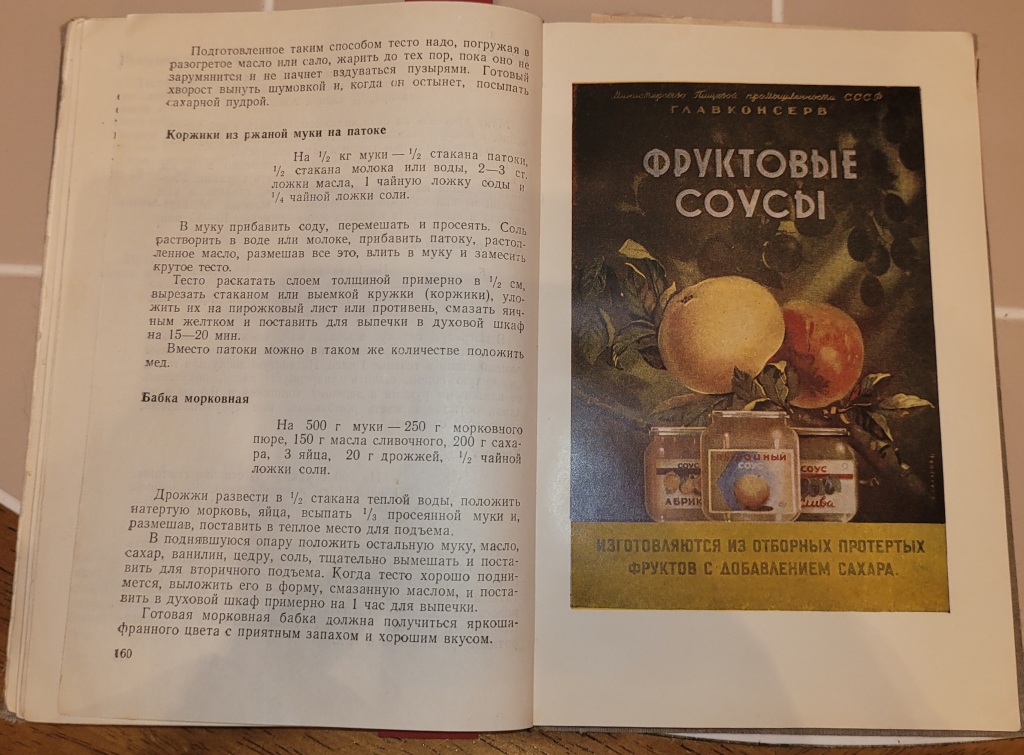 Подготовленное таким способом тесто надо, погружая в
разогретое масло или сало, жарить до тех пор, пока оно не
зарумянится и не начнет вздуваться пузырями. Готовый
хворост вынуть шумовкой и, когда он остынет, посыпать
сахарной пудрой.
Коржики из ржаной муки на патоке
На 1/2 кг муки — 1/2 стакана патоки,
1/2 стакана молока или воды, 2—3 ст.
ложки масла, 1 чайную ложку соды и
1/4 чайной ложки соли.
В муку прибавить соду, перемешать и просеять. Соль
растворить в воде или молоке, прибавить патоку, растоп-
ленное масло, размешав все это, влить в муку и замесить
крутое тесто.
Тесто раскатать слоем толщиной примерно в 1/2 см,
вырезать стаканом или выемкой кружки (коржики), уло-
жить их на пирожковый лист или противень, смазать яич-
ным желтком и поставить для выпечки в духовой шкаф
на 15—20 мин.
Вместо патоки можно в таком же количестве положить
мед.
Бабка морковная
На 500 г муки — 250 г морковного
пюре, 150 г масла сливочного, 200 г саха-
ра, 3 яйца, 20 г дрожжей, 1/2 чайной
ложки соли.
Дрожжи развести в 1/2 стакана теплой воды, положить
натертую морковь, яйца, всыпать 1/3 просеянной муки и,
размешав, поставить в теплое место для подъема.
В поднявшуюся опару положить остальную муку, масло,
сахар, ванилин, цедру, соль, тщательно вымешать и поста-
вить для вторичного подъема. Когда тесто хорошо подни-
мется, выложить его в форму, смазанную маслом, и поста-
вить в духовой шкаф примерно на 1 час для выпечки.
Готовая морковная бабка должна получиться яркоша-
франного цвета с приятным запахом и хорошим вкусом.
160
Министерство Пищевой промышленности СССР
ГЛАВКОНСЕРВ
ФРУКТОВЫЕ
СОУСЫ
СОУС
АБРИК
СОУС
СОУС
слива
ИЗГОТОВЛЯЮТСЯ ИЗ ОТБОРНЫХ ПРОТЕРТЫХ
ФРУКТОВ С ДОБАВЛЕНИЕМ САХАРА.